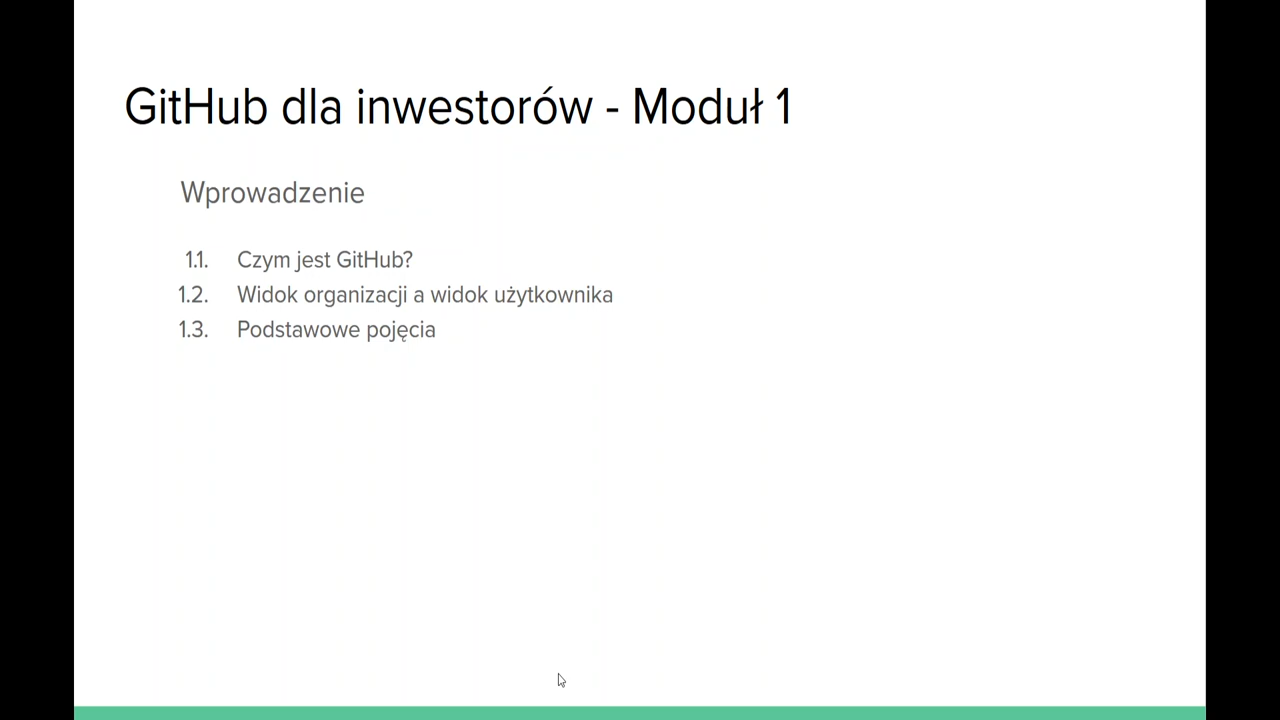 GitHub dla inwestorów - Moduł 1
Wprowadzenie
1.1. Czym jest GitHub?
1.2. Widok organizacji a widok użytkownika
1.3. Podstawowe pojęcia